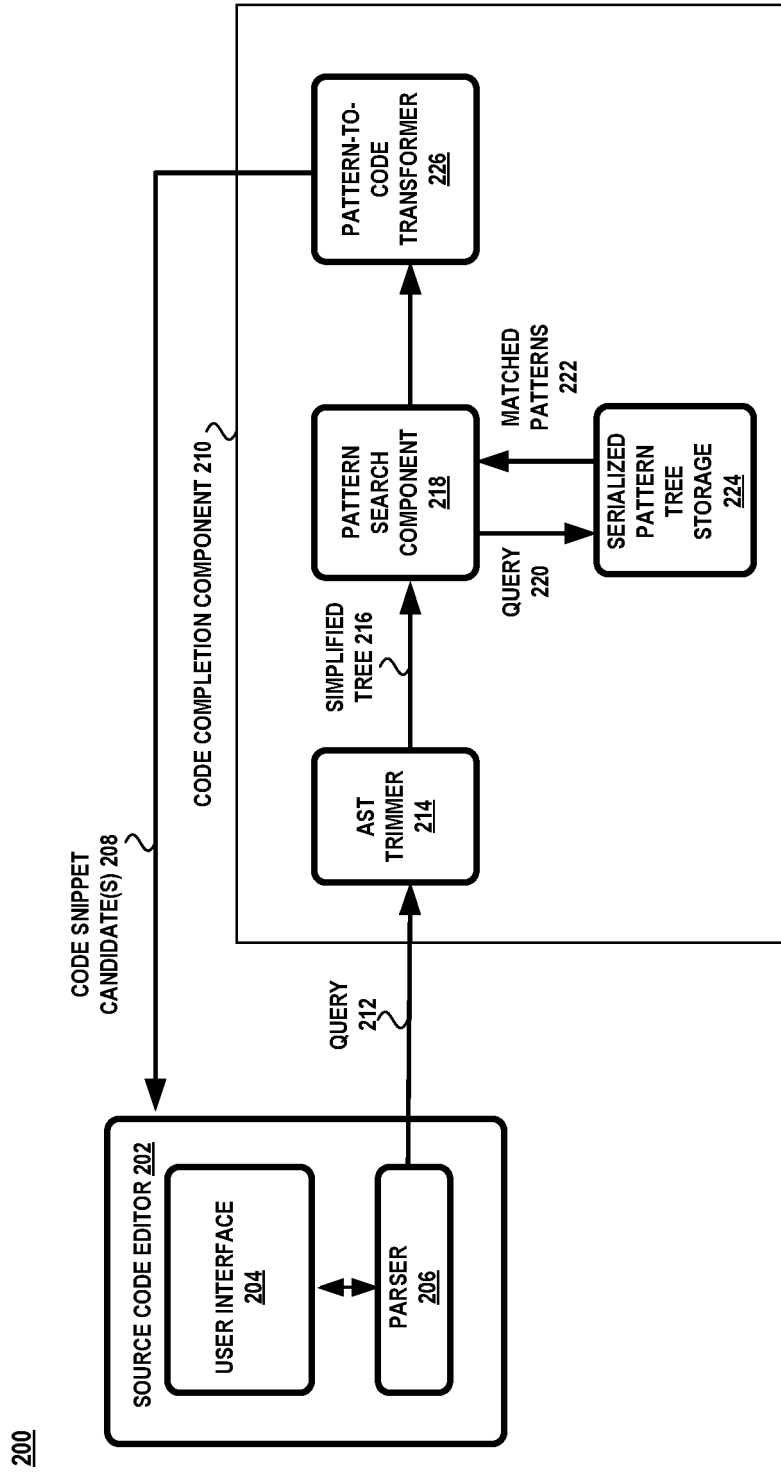 200
SOURCE CODE EDITOR 202
USER INTERFACE
204
PARSER
206
CODE SNIPPET
CANDIDATE(S) 208
QUERY
212
CODE COMPLETION COMPONENT 210
AST
TRIMMER
214
SIMPLIFIED
TREE 216
PATTERN
SEARCH
COMPONENT
218
QUERY
220
MATCHED
PATTERNS
222
SERIALIZED
PATTERN
TREE
STORAGE
224
PATTERN-TO-
CODE
TRANSFORMER
226